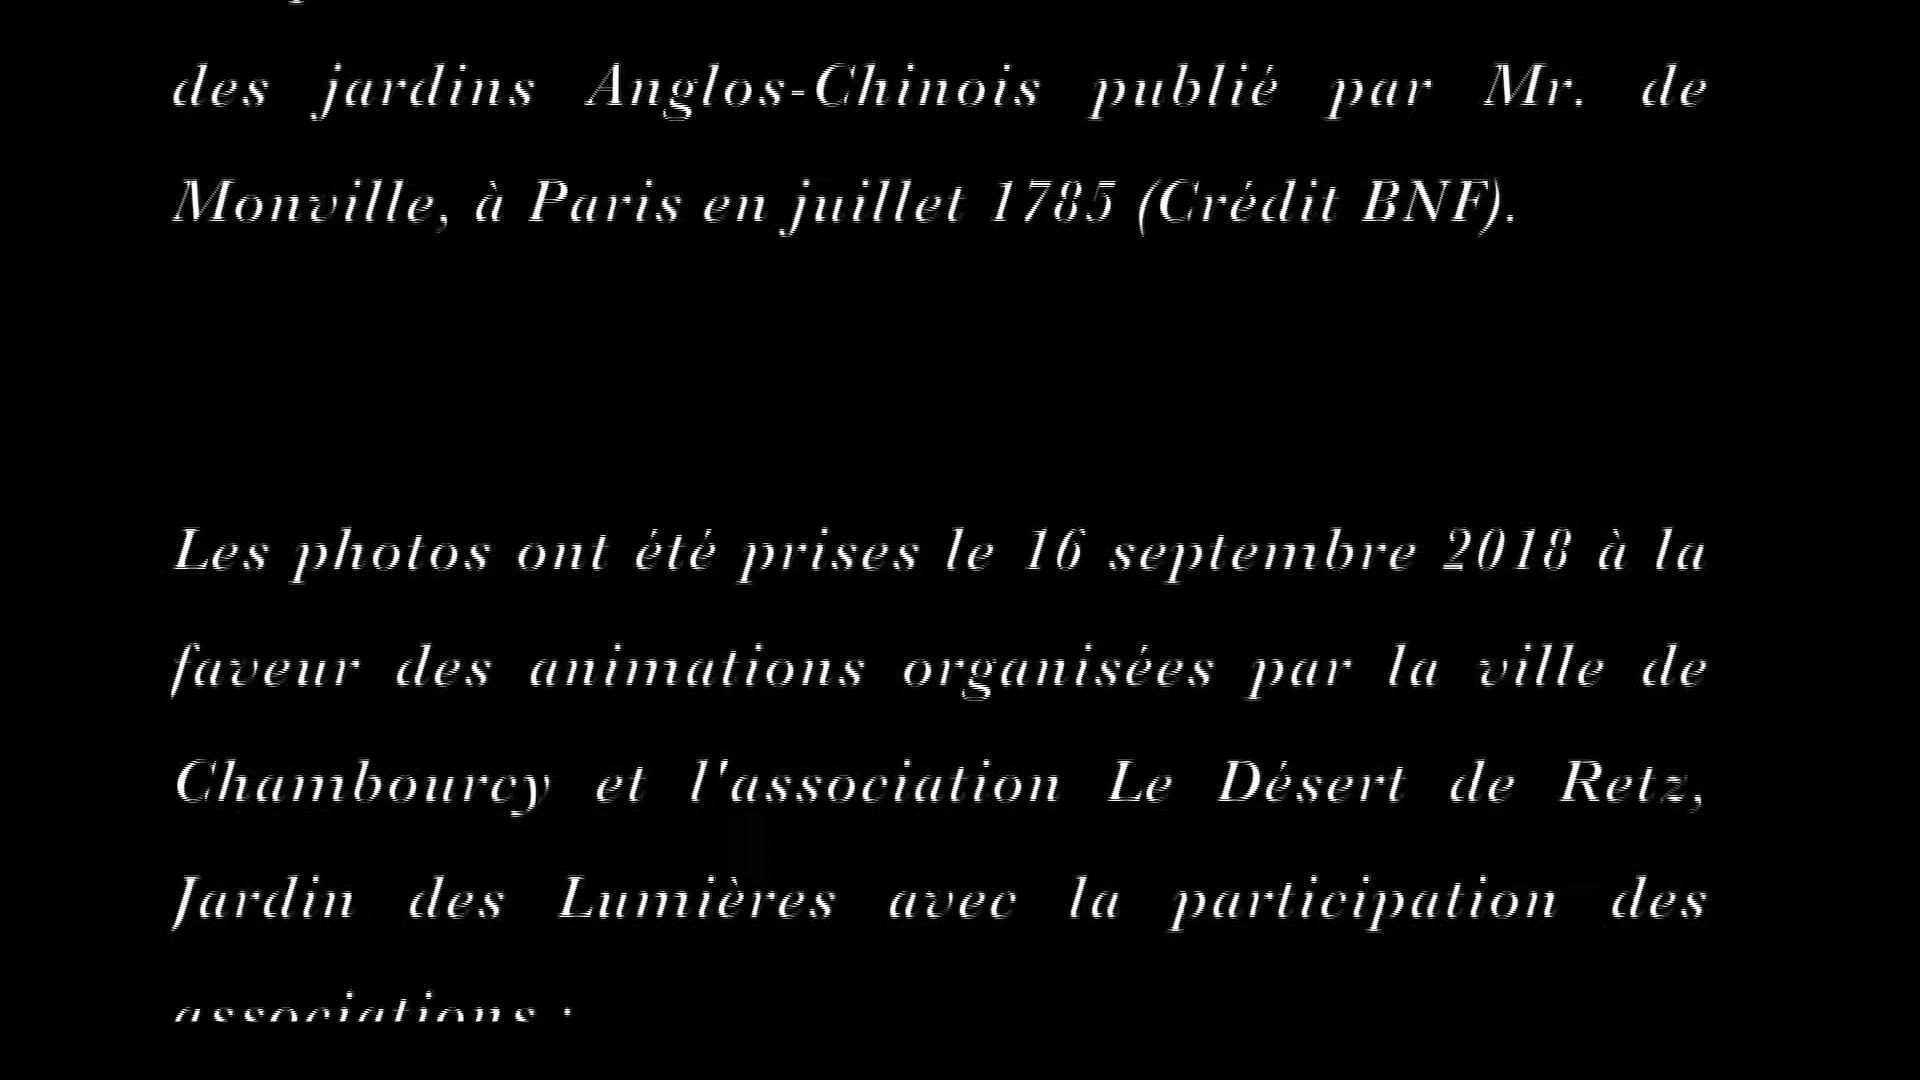 des jardins Anglos-Chinois publié par Mr. de
Monville, à Paris en juillet 1785 (Crédit BNF).
Les photos ont été prises le 16 septembre 2018 à la
faveur des animations organisées par la ville de
Chambourcy et l'association Le Désert de Retz,
Jardin des Lumières avec la participation des
associations :